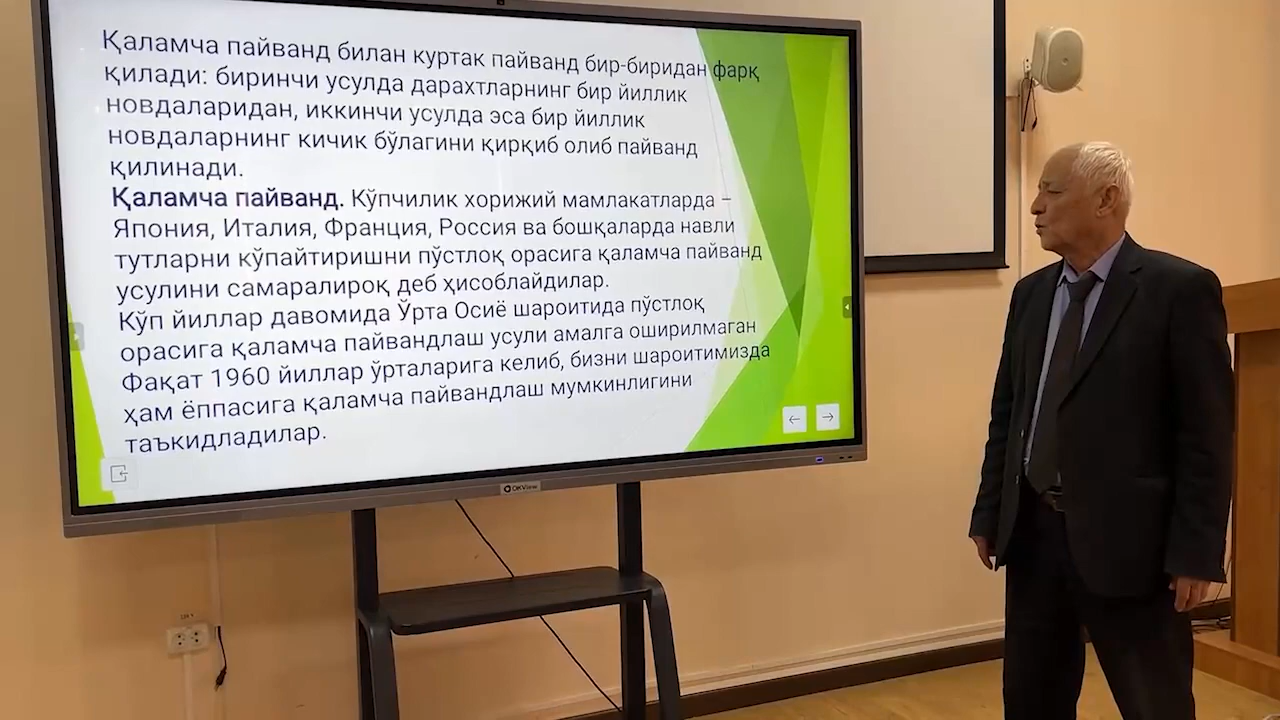 Қаламча пайванд билан куртак пайванд бир-биридан фарқ
қилади: биринчи усулда дарахтларнинг бир йиллик
новдаларидан, иккинчи усулда эса бир йиллик
новдаларнинг кичик бўлагини қирқиб олиб пайванд
қилинади.
Қаламча пайванд. Кўпчилик хорижий мамлакатларда –
Япония, Италия, Франция, Россия ва бошқаларда навли
тутларни кўпайтиришни пўстлоқ орасига қаламча пайванд
усулини самаралироқ деб ҳисоблайдилар.
Кўп йиллар давомида Ўрта Осиё шароитида пўстлоқ
орасига қаламча пайвандлаш усули амалга оширилмаган
Фақат 1960 йиллар ўрталарига келиб, бизни шароитимизда
ҳам ёппасига қаламча пайвандлаш мумкинлигини
таъкидладилар.